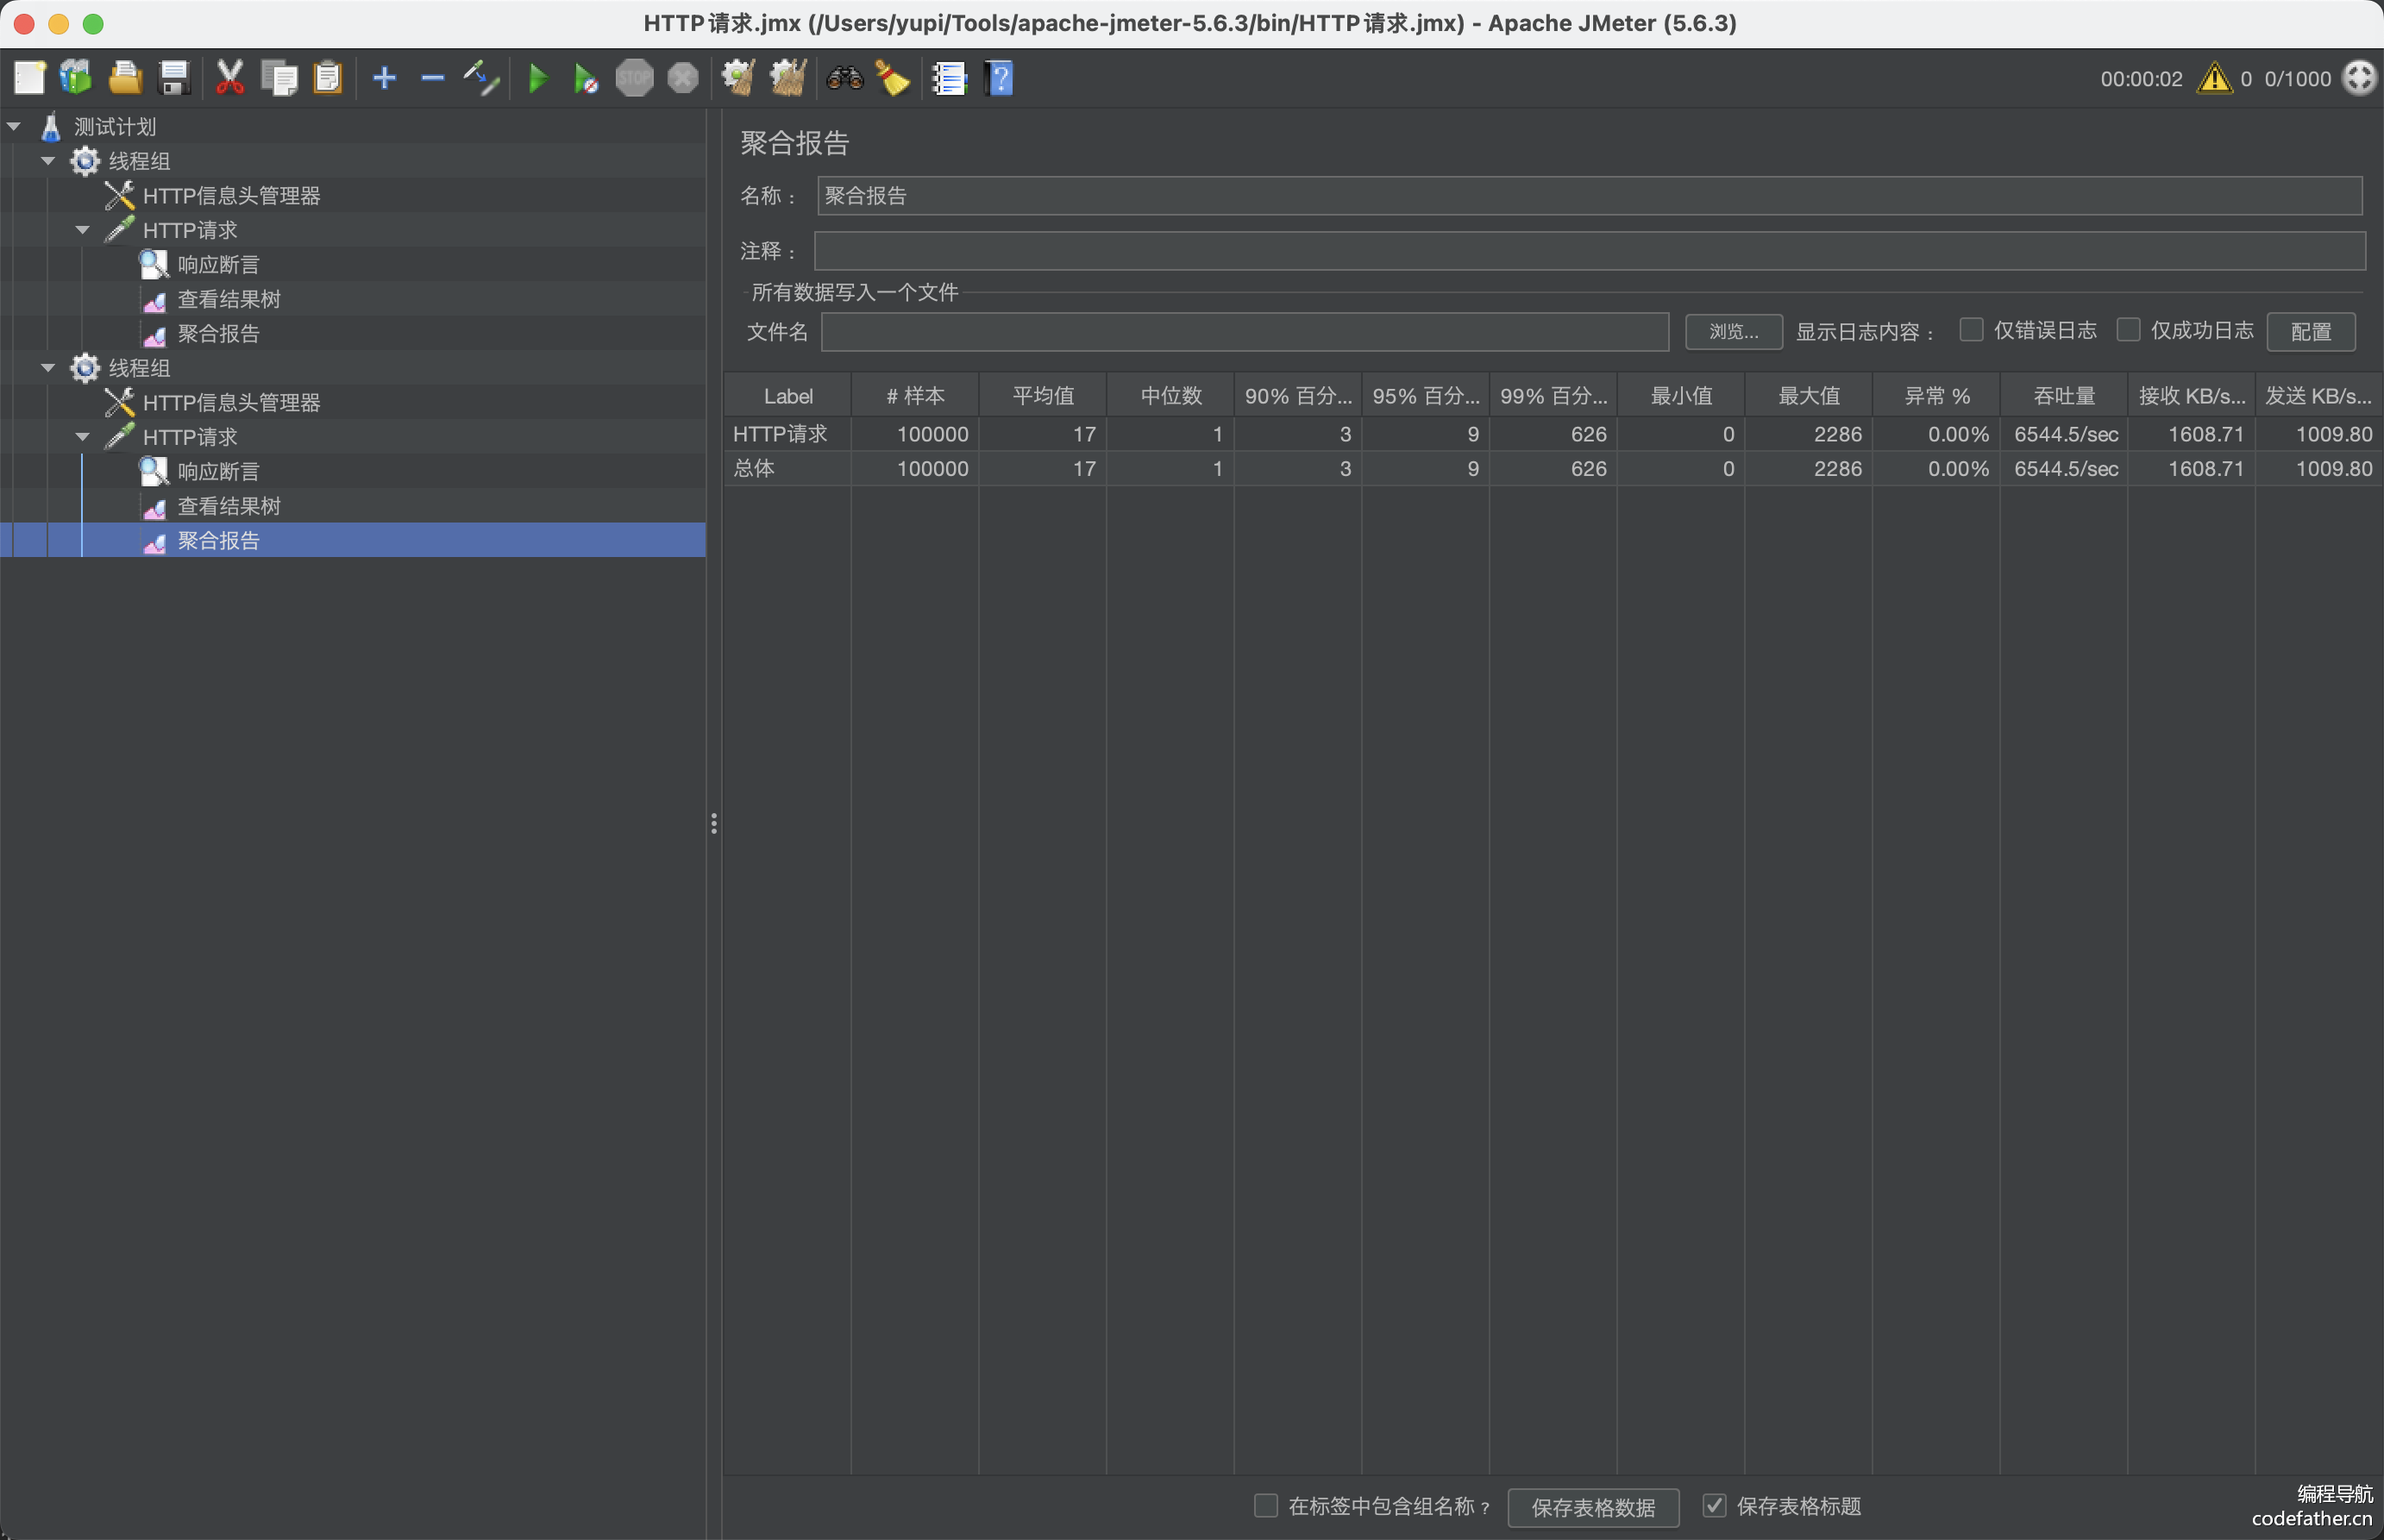 HTTP请求.jmx (/Users/yupi/Tools/apache-jmeter-5.6.3/bin/HTTP请求.jmx) - Apache JMeter (5.6.3)
STOP
00:00:02 0 0/1000
测试计划
线程组
HTTP信息头管理器
HTTP请求
响应断言
查看结果树
聚合报告
线程组
HTTP信息头管理器
HTTP请求
响应断言
查看结果树
聚合报告
聚合报告
名称： 聚合报告
注释：
所有数据写入一个文件
文件名 浏览... 显示日志内容： 仅错误日志 仅成功日志 配置
Label # 样本 平均值 中位数 90% 百分... 95% 百分... 99% 百分... 最小值 最大值 异常 % 吞吐量 接收 KB/s... 发送 KB/s...
HTTP请求 100000 17 1 3 9 626 0 2286 0.00% 6544.5/sec 1608.71 1009.80
总体 100000 17 1 3 9 626 0 2286 0.00% 6544.5/sec 1608.71 1009.80
在标签中包含组名称？ 保存表格数据 保存表格标题
编程导航
codefather.cn